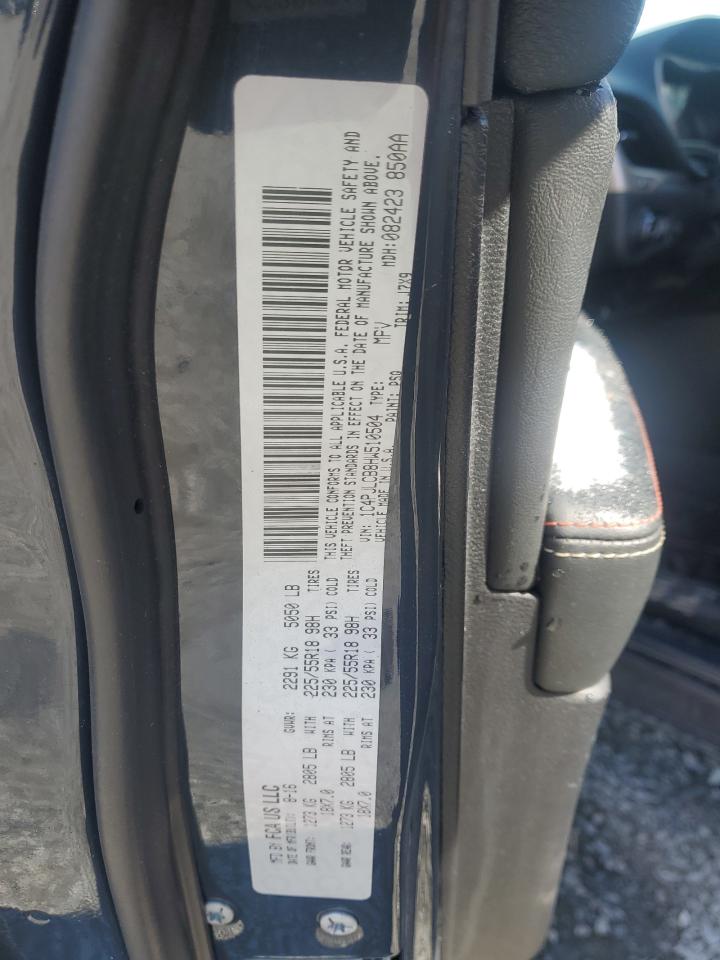 MFD BY FCA US LLC
DATE OF MFR: 8-16 GVWR: 2291 KG 5050 LB
GAWR FRONT: 1273 KG 2805 LB WITH 225/55R18 98H TIRES
18X7.0 RIMS AT 230 KPA ( 33 PSI) COLD
GAWR REAR: 1273 KG 2805 LB WITH 225/55R18 98H TIRES
18X7.0 RIMS AT 230 KPA ( 33 PSI) COLD
THIS VEHICLE CONFORMS TO ALL APPLICABLE U.S.A. FEDERAL MOTOR VEHICLE SAFETY AND
THEFT PREVENTION STANDARDS IN EFFECT ON THE DATE OF MANUFACTURE SHOWN ABOVE.
VIN: 1C4PJLCB8HW510504 TYPE: MPV MDH:082423 850AA
VEHICLE MADE IN U.S.A. PAINT: PSQ TRIM: 17X9